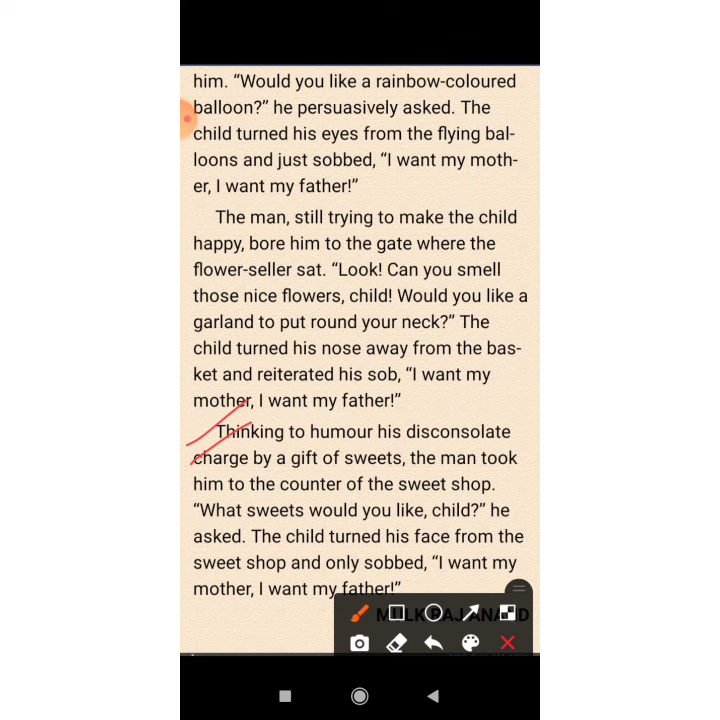 him. “Would you like a rainbow-coloured
balloon?” he persuasively asked. The
child turned his eyes from the flying bal-
loons and just sobbed, “I want my moth-
er, I want my father!”
The man, still trying to make the child
happy, bore him to the gate where the
flower-seller sat. “Look! Can you smell
those nice flowers, child! Would you like a
garland to put round your neck?” The
child turned his nose away from the bas-
ket and reiterated his sob, “I want my
mother, I want my father!”
Thinking to humour his disconsolate
charge by a gift of sweets, the man took
him to the counter of the sweet shop.
“What sweets would you like, child?” he
asked. The child turned his face from the
sweet shop and only sobbed, “I want my
mother, I want my father!”
MULK RAJ ANAND